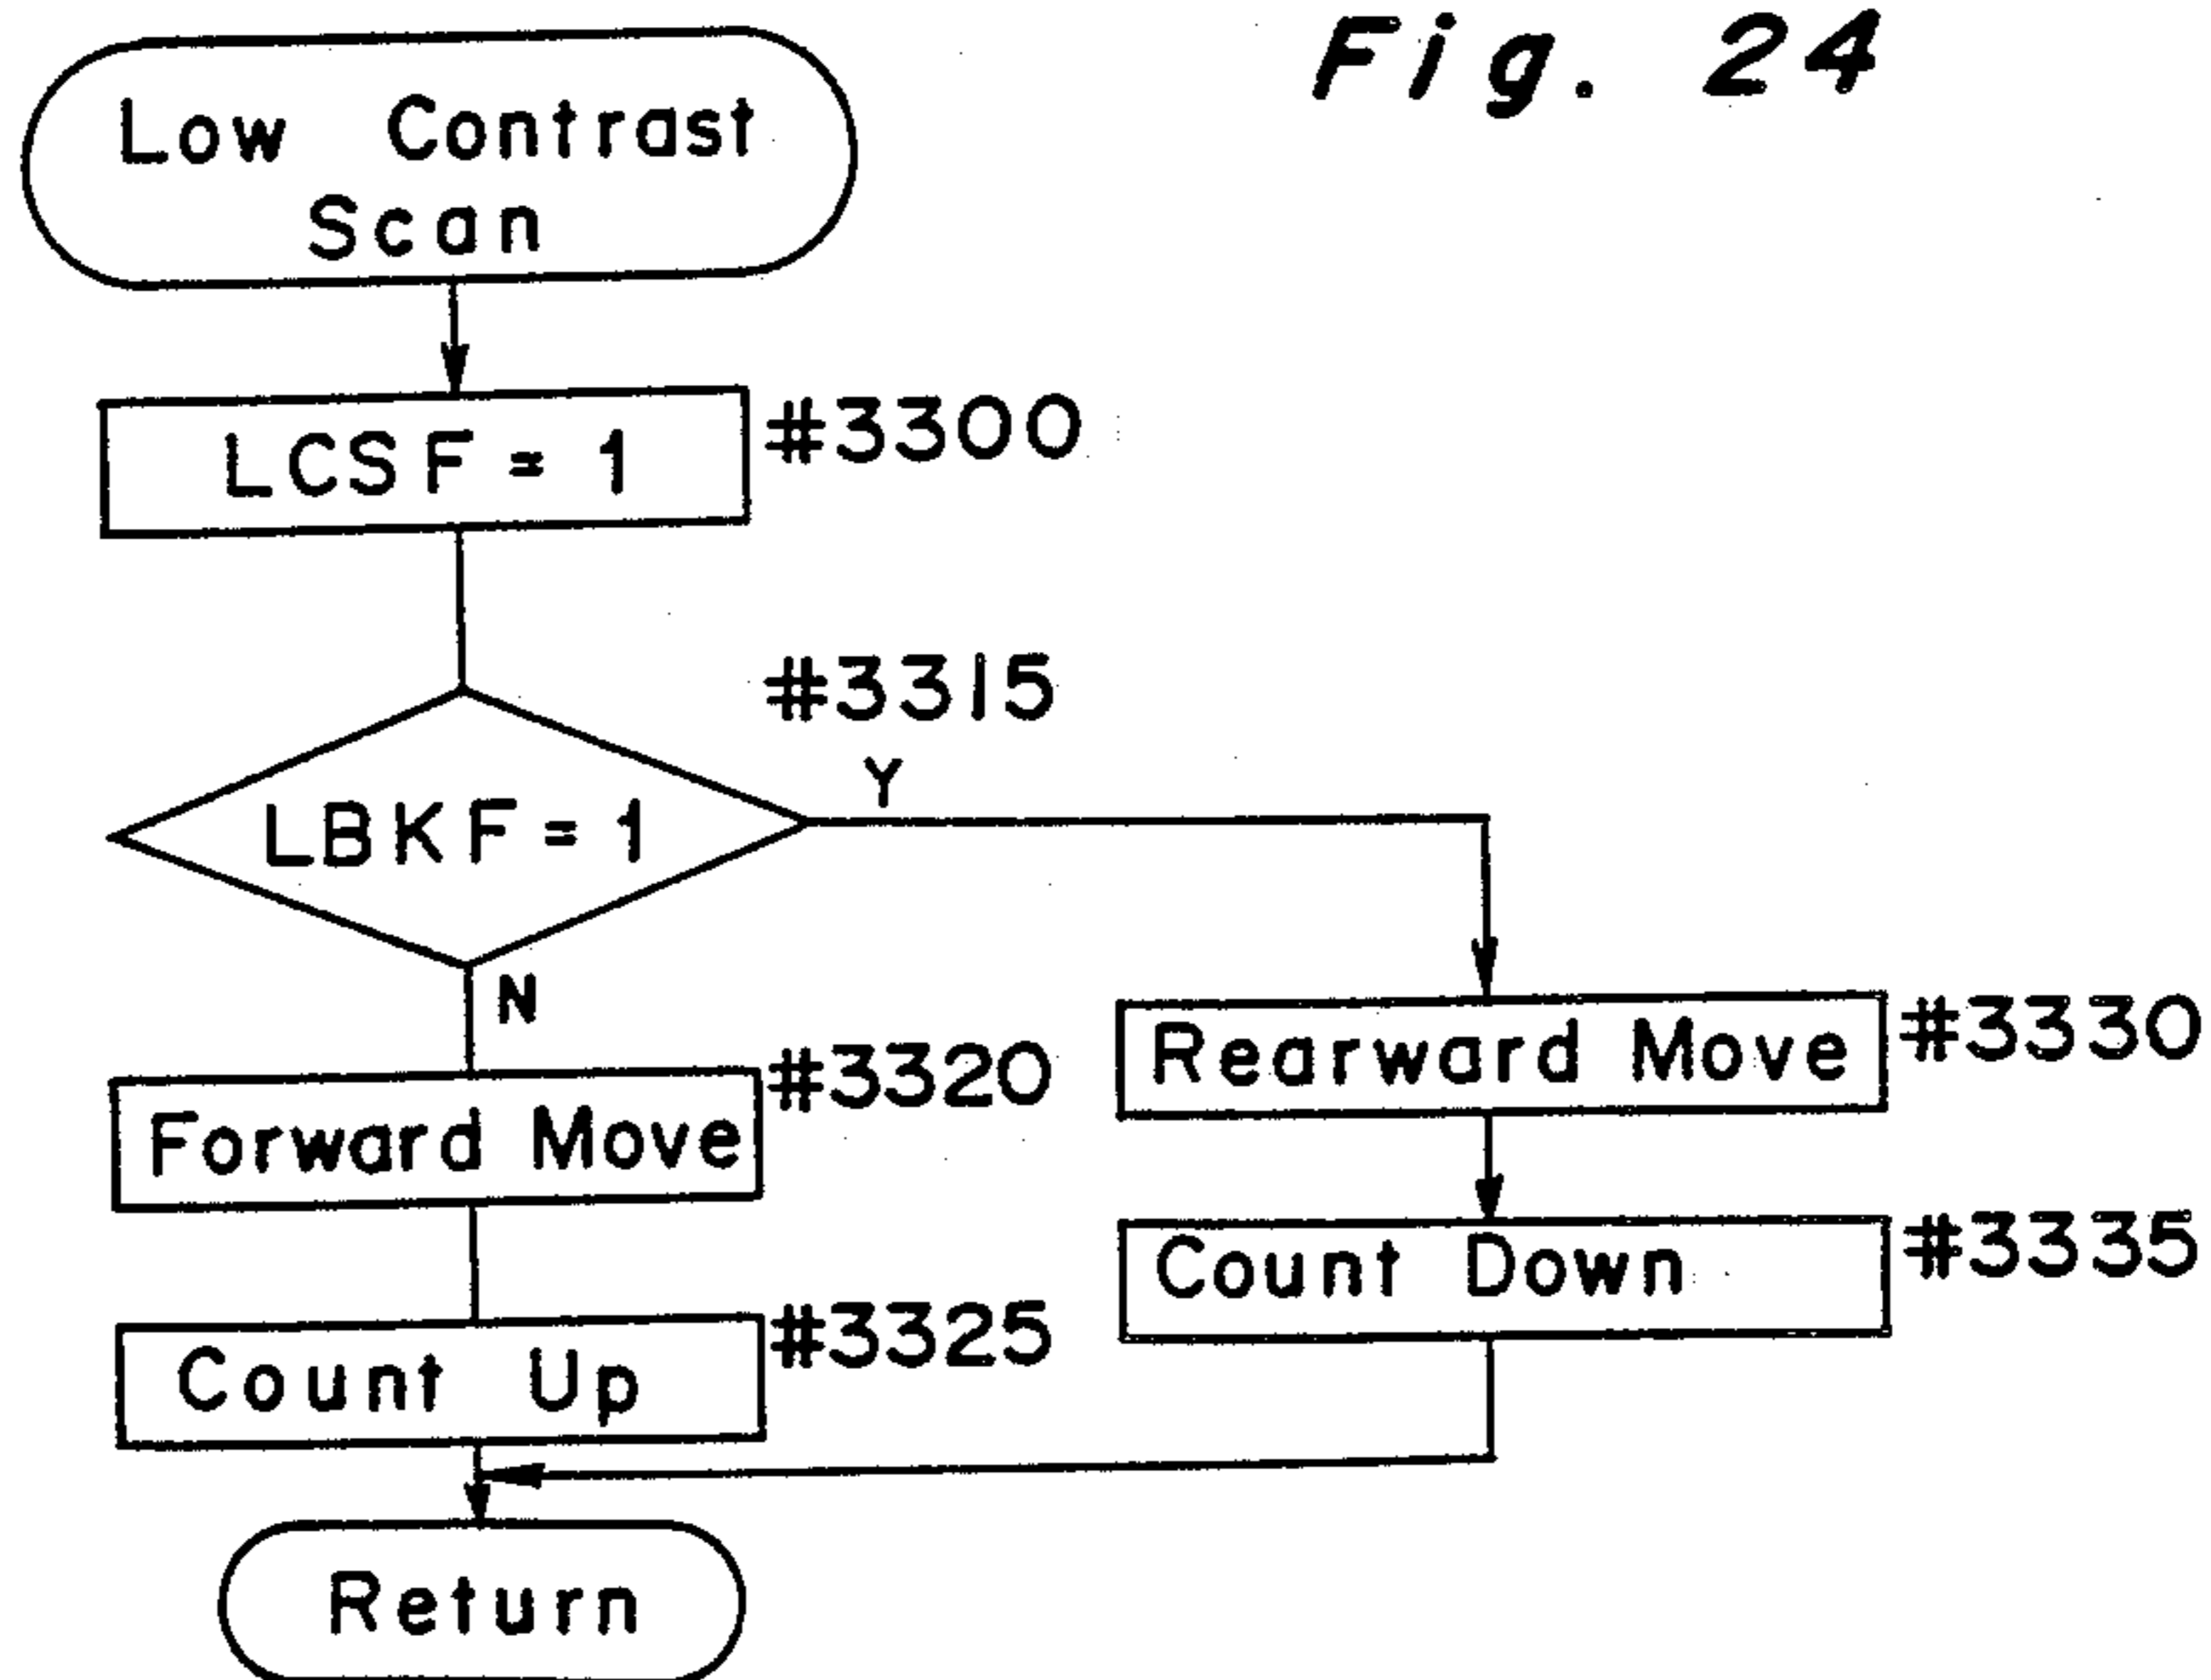 Fig. 24
Low Contrast
Scan
LCSF = 1
#3300
#3315
LBKF = 1
Y
N
#3320
Forward Move
#3325
Count Up
Rearward Move
#3330
Count Down
#3335
Return